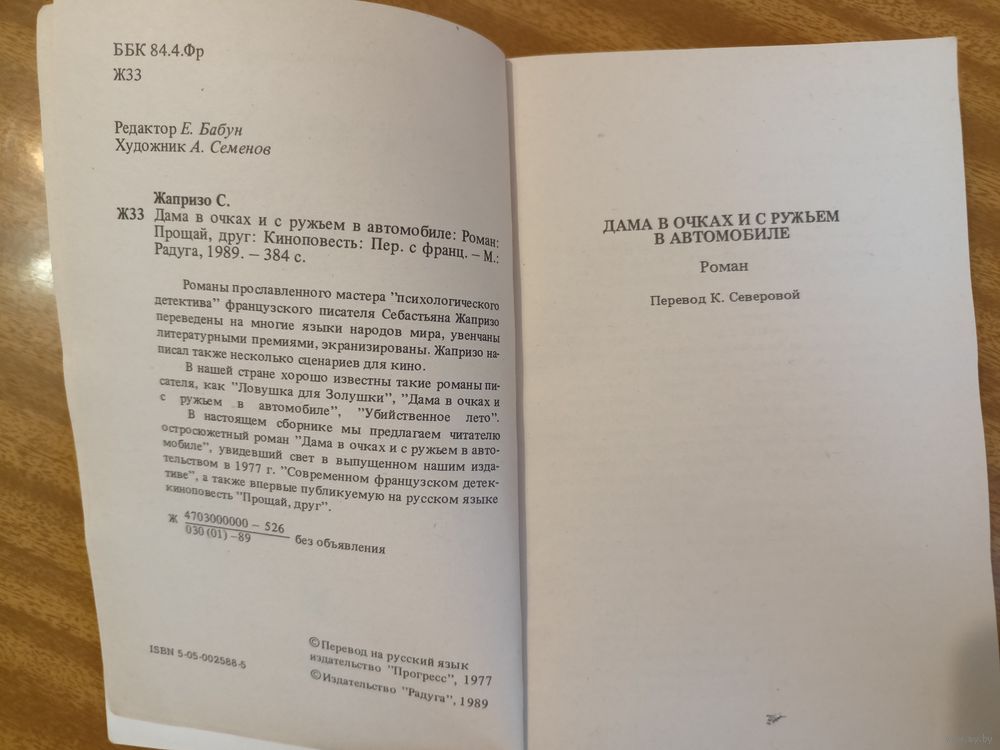 ББК 84.4.Фр
Ж33
Редактор Е. Бабун
Художник А. Семенов
Жапризо С.
Ж33 Дама в очках и с ружьем в автомобиле: Роман:
Прощай, друг: Киноповесть: Пер. с франц. – М.:
Радуга, 1989. – 384 с.
Романы прославленного мастера "психологического
детектива" французского писателя Себастьяна Жапризо
переведены на многие языки народов мира, увенчаны
литературными премиями, экранизированы. Жапризо на-
писал также несколько сценариев для кино.
В нашей стране хорошо известны такие романы пи-
сателя, как "Ловушка для Золушки", "Дама в очках и
с ружьем в автомобиле", "Убийственное лето".
В настоящем сборнике мы предлагаем читателю
остросюжетный роман "Дама в очках и с ружьем в авто-
мобиле", увидевший свет в выпущенном нашим изда-
тельством в 1977 г. "Современном французском детек-
тиве", а также впервые публикуемую на русском языке
киноповесть "Прощай, друг".
Ж 4703000000 – 526
030 (01) –89 без объявления
ISBN 5-05-002588-5
© Перевод на русский язык
издательство "Прогресс", 1977
© Издательство "Радуга", 1989
ДАМА В ОЧКАХ И С РУЖЬЕМ
В АВТОМОБИЛЕ
Роман
Перевод К. Северовой